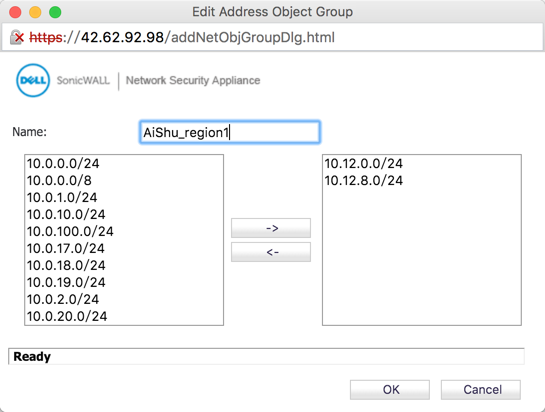 Edit Address Object Group
https://42.62.92.98/addNetObjGroupDlg.html
DELL SonicWALL | Network Security Appliance
Name: AiShu_region1
10.0.0.0/24
10.0.0.0/8
10.0.1.0/24
10.0.10.0/24
10.0.100.0/24
10.0.17.0/24
10.0.18.0/24
10.0.19.0/24
10.0.2.0/24
10.0.20.0/24
->
<-
10.12.0.0/24
10.12.8.0/24
Ready
OK Cancel